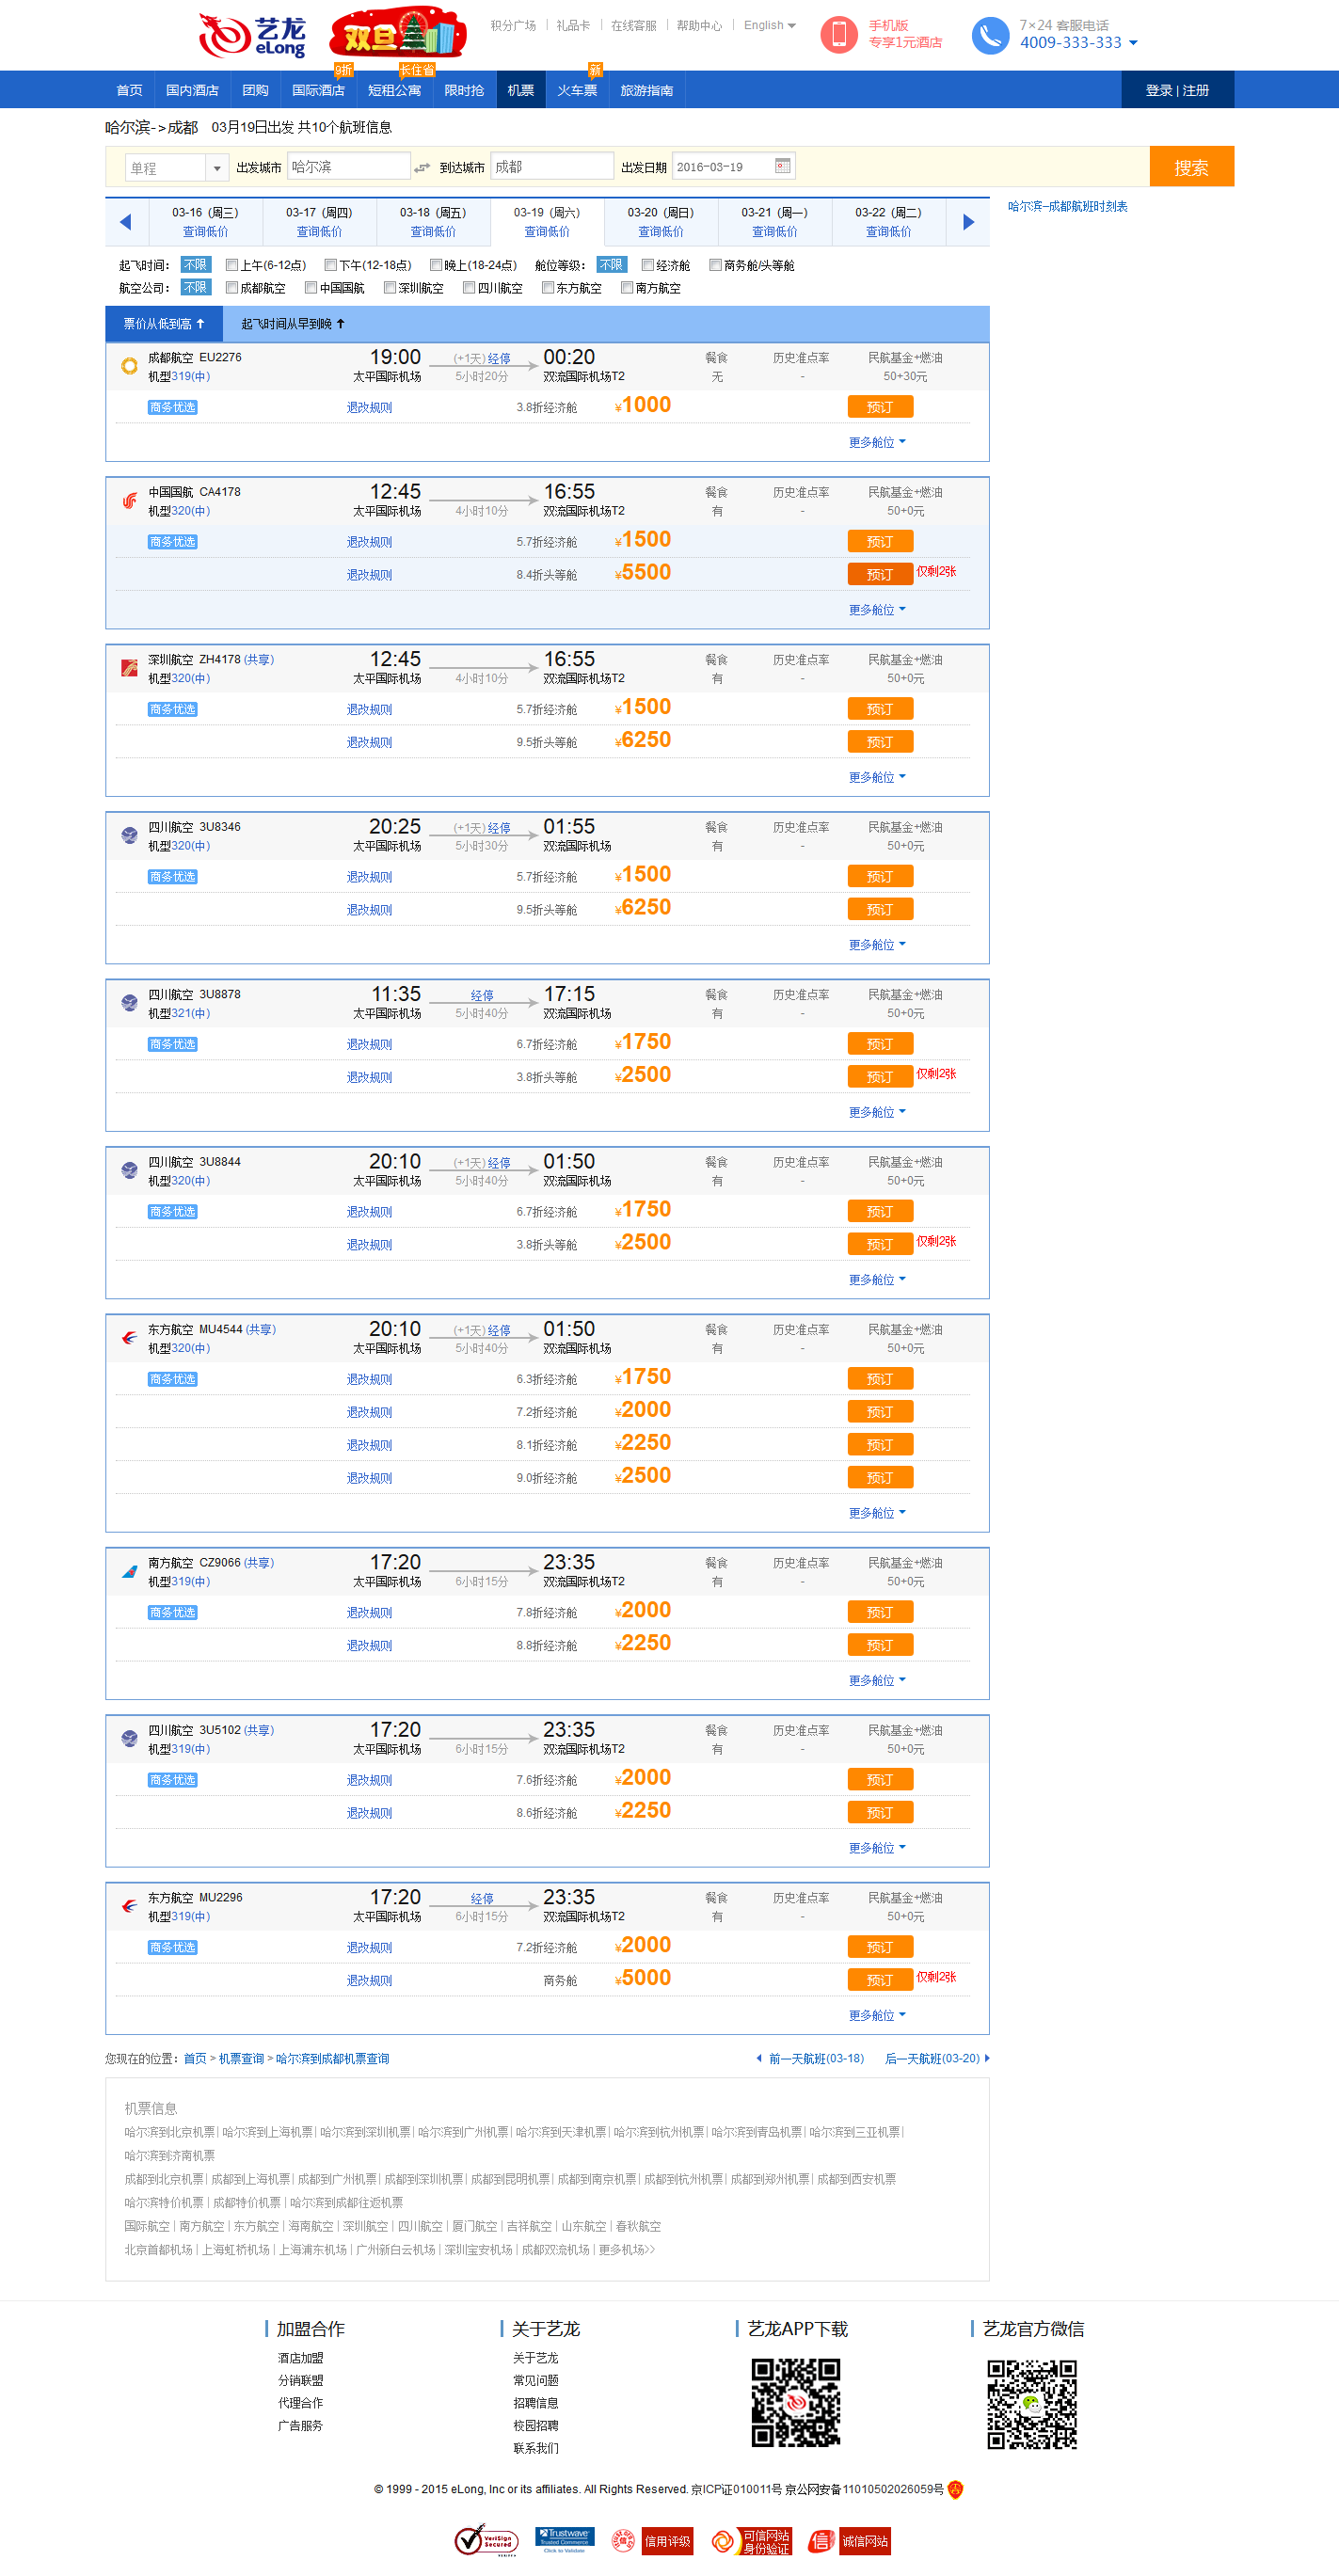 艺龙 eLong 双旦 积分广场 礼品卡 在线客服 帮助中心 English 手机版 专享1元酒店 7×24 客服电话 4009-333-333
9折 长住省 新
首页 国内酒店 团购 国际酒店 短租公寓 限时抢 机票 火车票 旅游指南 登录 | 注册
哈尔滨->成都 03月19日出发 共10个航班信息
单程 出发城市 哈尔滨 到达城市 成都 出发日期 2016-03-19 搜索
03-16 (周三) 03-17 (周四) 03-18 (周五) 03-19 (周六) 03-20 (周日) 03-21 (周一) 03-22 (周二) 哈尔滨-成都航班时刻表
查询低价 查询低价 查询低价 查询低价 查询低价 查询低价 查询低价
起飞时间: 不限 上午(6-12点) 下午(12-18点) 晚上(18-24点) 舱位等级: 不限 经济舱 商务舱/头等舱
航空公司: 不限 成都航空 中国国航 深圳航空 四川航空 东方航空 南方航空
票价从低到高 起飞时间从早到晚
成都航空 EU2276 19:00 (+1天) 经停 00:20 餐食 历史准点率 民航基金+燃油
机型319(中) 太平国际机场 5小时20分 双流国际机场T2 无 - 50+30元
商务优选 退改规则 3.8折经济舱 ¥1000 预订
更多舱位
中国国航 CA4178 12:45 16:55 餐食 历史准点率 民航基金+燃油
机型320(中) 太平国际机场 4小时10分 双流国际机场T2 有 - 50+0元
商务优选 退改规则 5.7折经济舱 ¥1500 预订
退改规则 8.4折头等舱 ¥5500 预订 仅剩2张
更多舱位
深圳航空 ZH4178 (共享) 12:45 16:55 餐食 历史准点率 民航基金+燃油
机型320(中) 太平国际机场 4小时10分 双流国际机场T2 有 - 50+0元
商务优选 退改规则 5.7折经济舱 ¥1500 预订
退改规则 9.5折头等舱 ¥6250 预订
更多舱位
四川航空 3U8346 20:25 (+1天) 经停 01:55 餐食 历史准点率 民航基金+燃油
机型320(中) 太平国际机场 5小时30分 双流国际机场 有 - 50+0元
商务优选 退改规则 5.7折经济舱 ¥1500 预订
退改规则 9.5折头等舱 ¥6250 预订
更多舱位
四川航空 3U8878 11:35 经停 17:15 餐食 历史准点率 民航基金+燃油
机型321(中) 太平国际机场 5小时40分 双流国际机场 有 - 50+0元
商务优选 退改规则 6.7折经济舱 ¥1750 预订
退改规则 3.8折头等舱 ¥2500 预订 仅剩2张
更多舱位
四川航空 3U8844 20:10 (+1天) 经停 01:50 餐食 历史准点率 民航基金+燃油
机型320(中) 太平国际机场 5小时40分 双流国际机场 有 - 50+0元
商务优选 退改规则 6.7折经济舱 ¥1750 预订
退改规则 3.8折头等舱 ¥2500 预订 仅剩2张
更多舱位
东方航空 MU4544 (共享) 20:10 (+1天) 经停 01:50 餐食 历史准点率 民航基金+燃油
机型320(中) 太平国际机场 5小时40分 双流国际机场 有 - 50+0元
商务优选 退改规则 6.3折经济舱 ¥1750 预订
退改规则 7.2折经济舱 ¥2000 预订
退改规则 8.1折经济舱 ¥2250 预订
退改规则 9.0折经济舱 ¥2500 预订
更多舱位
南方航空 CZ9066 (共享) 17:20 23:35 餐食 历史准点率 民航基金+燃油
机型319(中) 太平国际机场 6小时15分 双流国际机场T2 有 - 50+0元
商务优选 退改规则 7.8折经济舱 ¥2000 预订
退改规则 8.8折经济舱 ¥2250 预订
更多舱位
四川航空 3U5102 (共享) 17:20 23:35 餐食 历史准点率 民航基金+燃油
机型319(中) 太平国际机场 6小时15分 双流国际机场T2 有 - 50+0元
商务优选 退改规则 7.6折经济舱 ¥2000 预订
退改规则 8.6折经济舱 ¥2250 预订
更多舱位
东方航空 MU2296 17:20 经停 23:35 餐食 历史准点率 民航基金+燃油
机型319(中) 太平国际机场 6小时15分 双流国际机场T2 有 - 50+0元
商务优选 退改规则 7.2折经济舱 ¥2000 预订
退改规则 商务舱 ¥5000 预订 仅剩2张
更多舱位
您现在的位置: 首页 > 机票查询 > 哈尔滨到成都机票查询 前一天航班(03-18) 后一天航班(03-20)
机票信息
哈尔滨到北京机票| 哈尔滨到上海机票| 哈尔滨到深圳机票| 哈尔滨到广州机票| 哈尔滨到天津机票| 哈尔滨到杭州机票| 哈尔滨到青岛机票| 哈尔滨到三亚机票|
哈尔滨到济南机票
成都到北京机票| 成都到上海机票| 成都到广州机票| 成都到深圳机票| 成都到昆明机票| 成都到南京机票| 成都到杭州机票| 成都到郑州机票| 成都到西安机票
哈尔滨特价机票 | 成都特价机票 | 哈尔滨到成都往返机票
国际航空 | 南方航空 | 东方航空 | 海南航空 | 深圳航空 | 四川航空 | 厦门航空 | 吉祥航空 | 山东航空 | 春秋航空
北京首都机场 | 上海虹桥机场 | 上海浦东机场 | 广州新白云机场 | 深圳宝安机场 | 成都双流机场 | 更多机场>>
加盟合作 关于艺龙 艺龙APP下载 艺龙官方微信
酒店加盟 关于艺龙
分销联盟 常见问题
代理合作 招聘信息
广告服务 校园招聘
联系我们
© 1999 - 2015 eLong, Inc or its affiliates. All Rights Reserved. 京ICP证010011号 京公网安备11010502026059号
VeriSign Secured Trustwave Trusted Commerce Click to Validate 信用评级 可信网站 身份验证 信 诚信网站